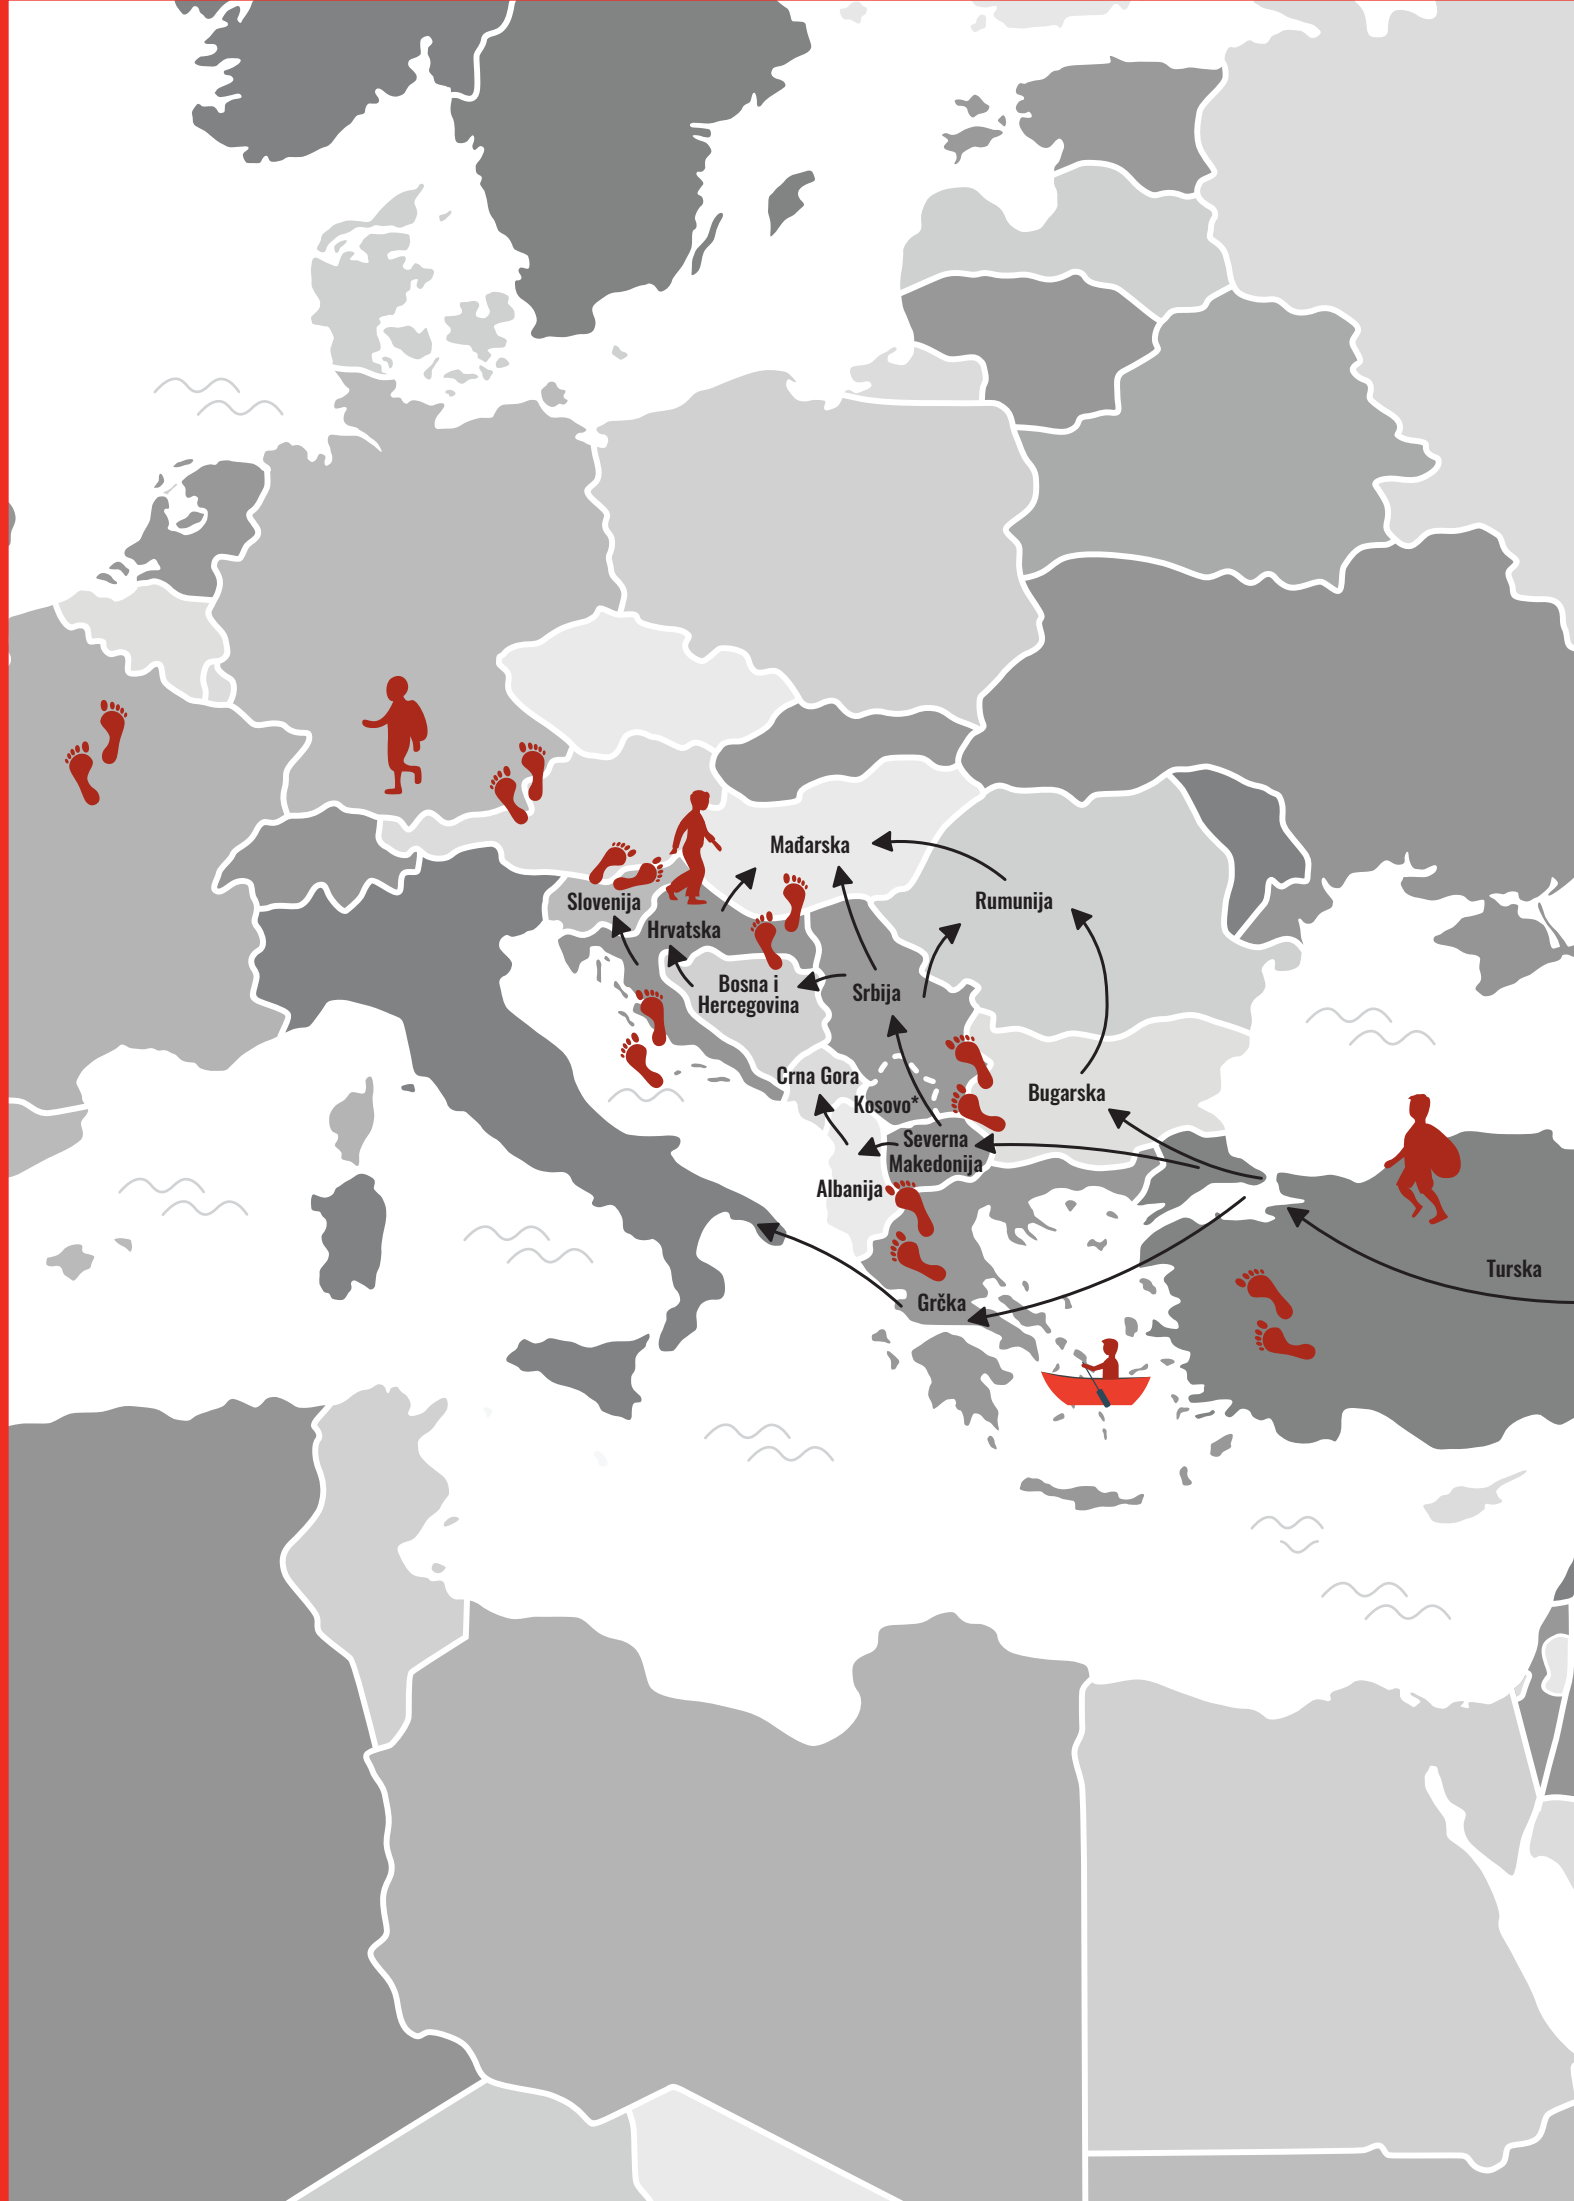 Mađarska
Rumunija
Slovenija
Hrvatska
Bosna i
Hercegovina
Srbija
Crna Gora
Kosovo*
Bugarska
Severna
Makedonija
Albanija
Turska
Grčka